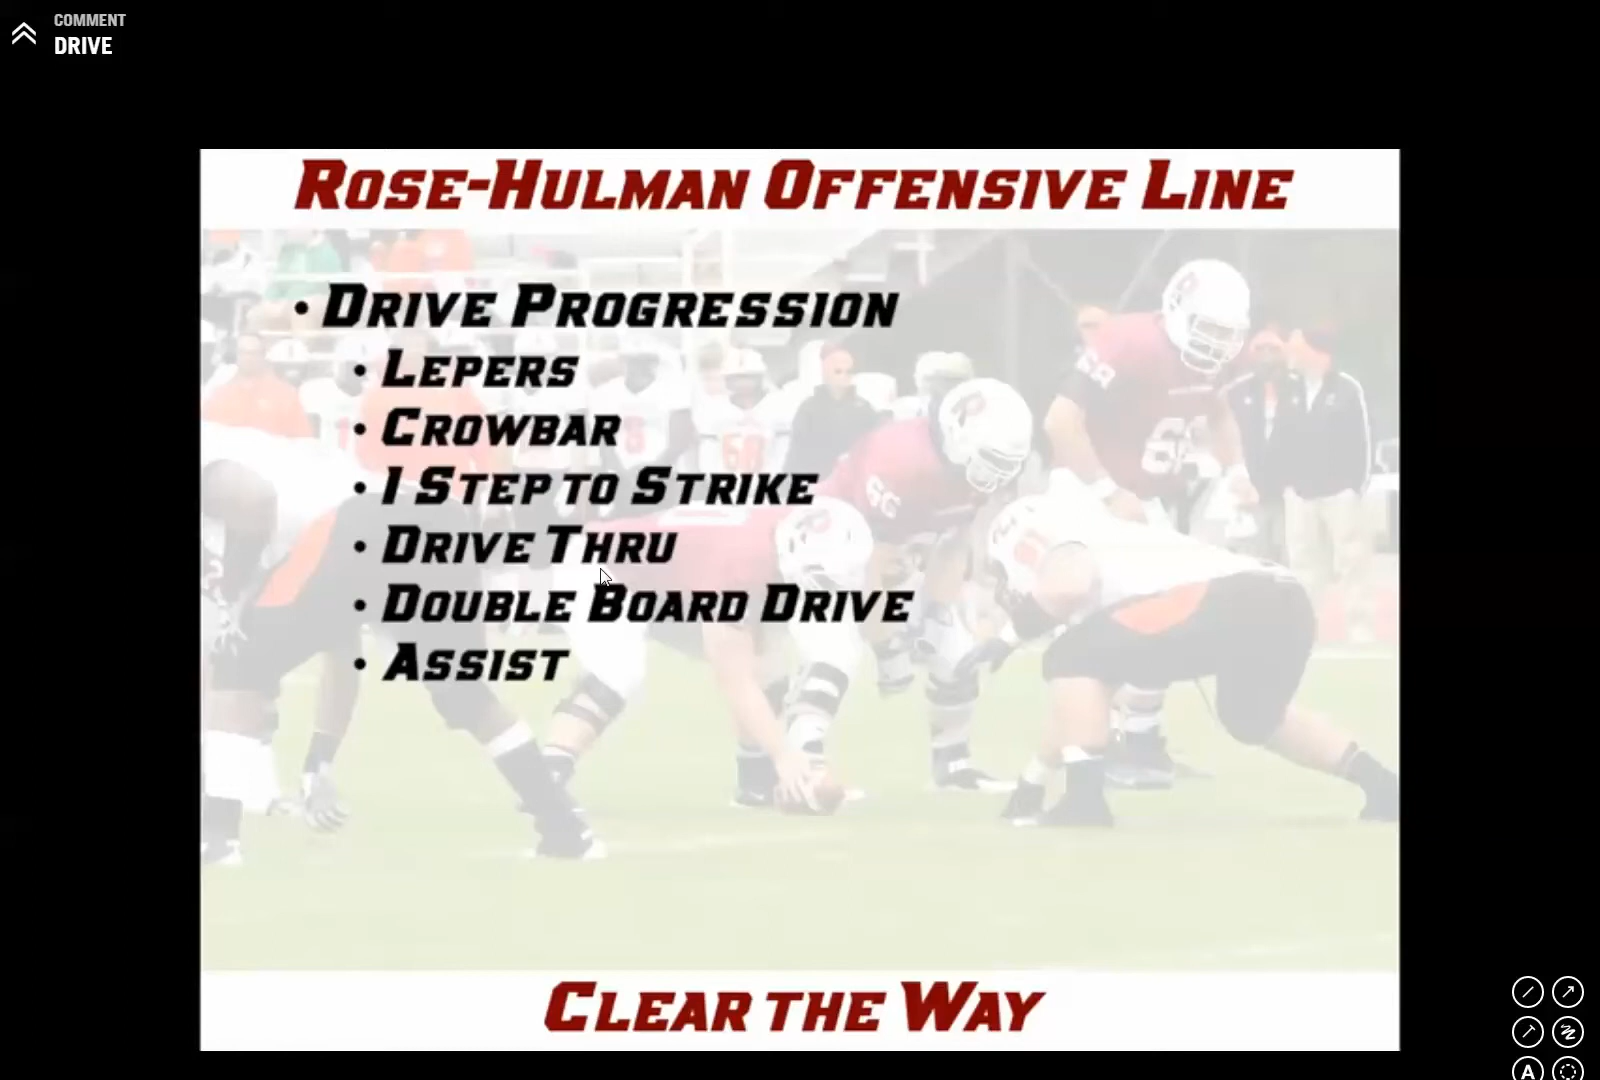 COMMENT
DRIVE
ROSE-HULMAN OFFENSIVE LINE
• DRIVE PROGRESSION
• LEPERS
• CROWBAR
• 1 STEP TO STRIKE
• DRIVE THRU
• DOUBLE BOARD DRIVE
• ASSIST
CLEAR THE WAY
A